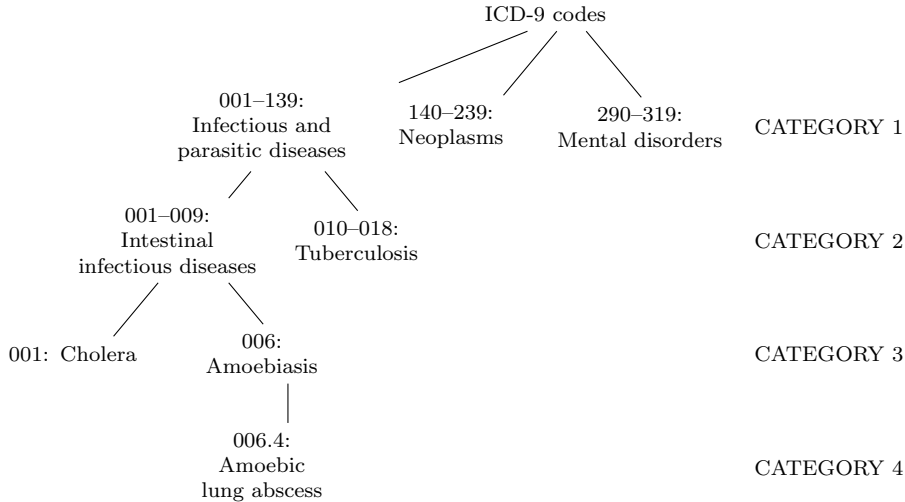 ICD-9 codes
001–139:
Infectious and
parasitic diseases
140–239:
Neoplasms
290–319:
Mental disorders
CATEGORY 1
001–009:
Intestinal
infectious diseases
010–018:
Tuberculosis
CATEGORY 2
001: Cholera
006:
Amoebiasis
CATEGORY 3
006.4:
Amoebic
lung abscess
CATEGORY 4